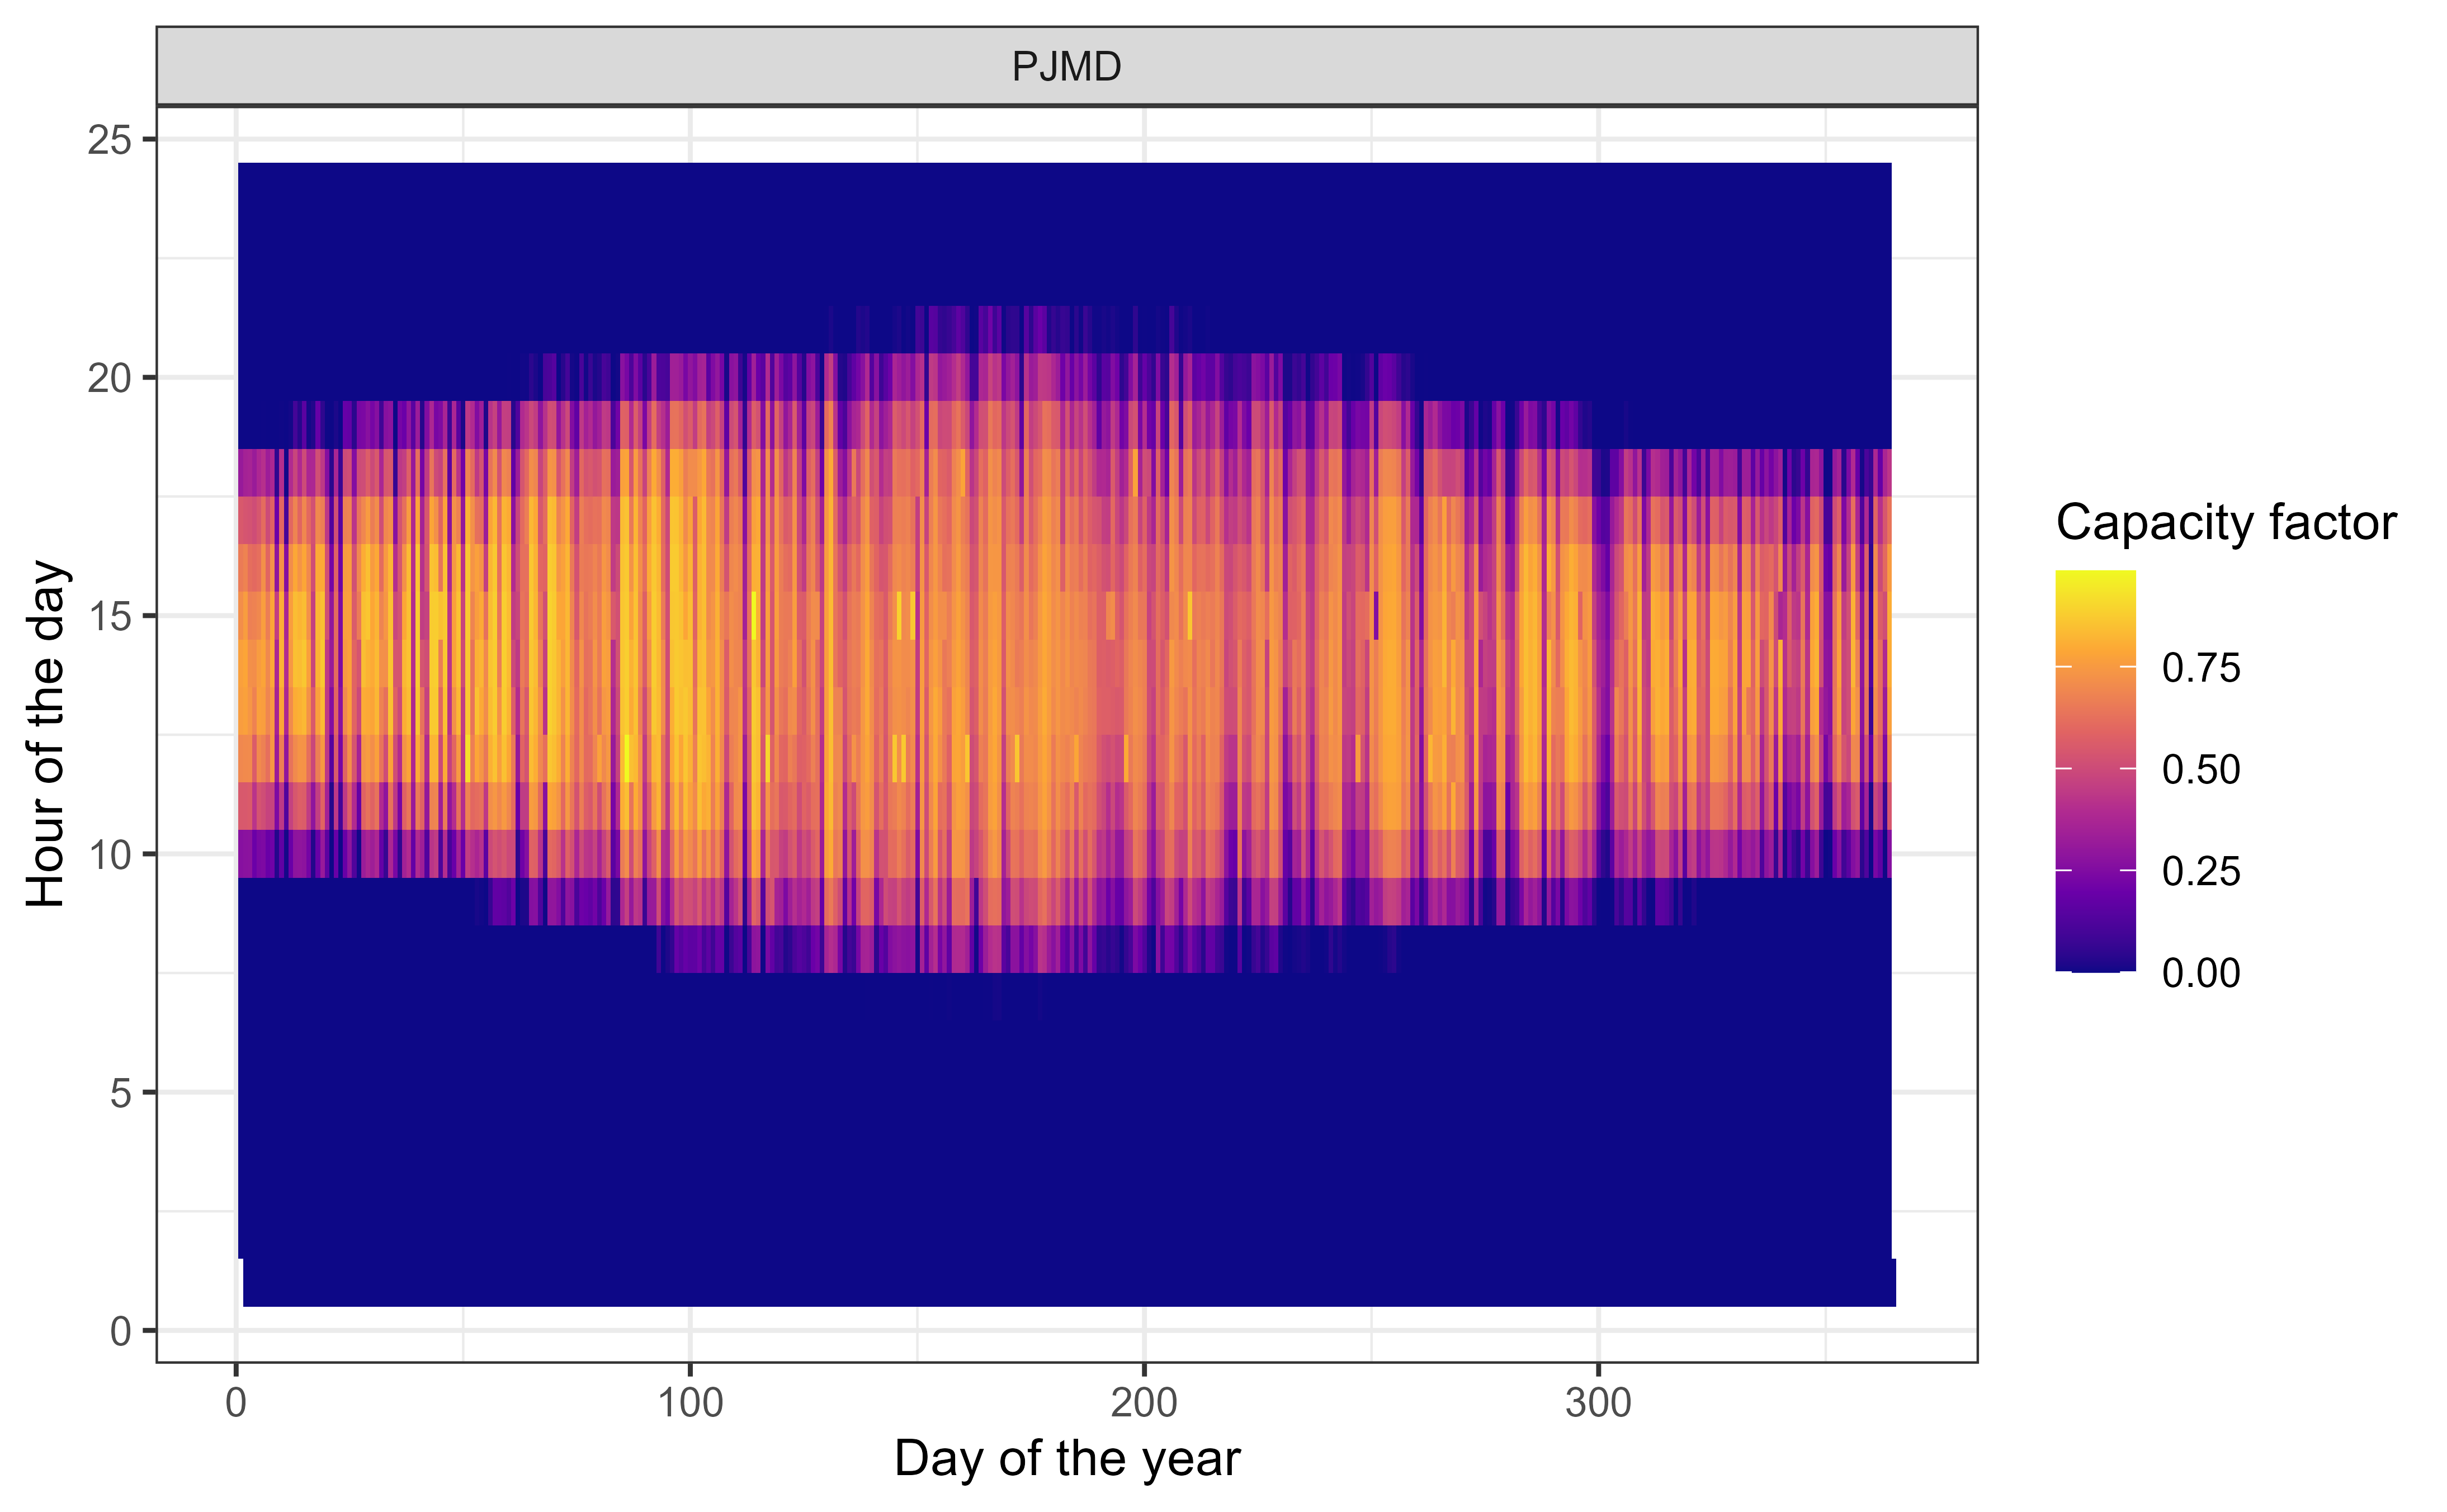 PJMD
25
20
15
10
5
0
Hour of the day
0 100 200 300
Day of the year
Capacity factor
0.75
0.50
0.25
0.00